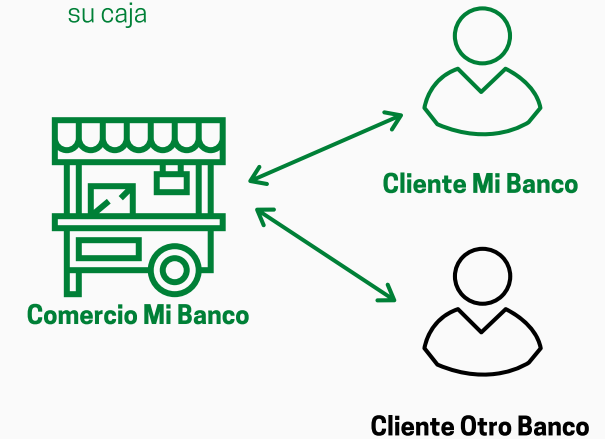 su caja
Cliente Mi Banco
Comercio Mi Banco
Cliente Otro Banco